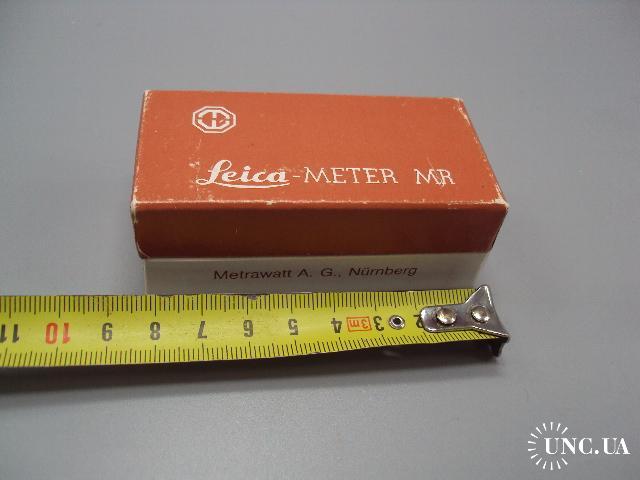 Leica-METER MR
Metrawatt A. G., Nürnberg
11 10 9 8 7 6 5 4 3m 3 2
UNC.UA